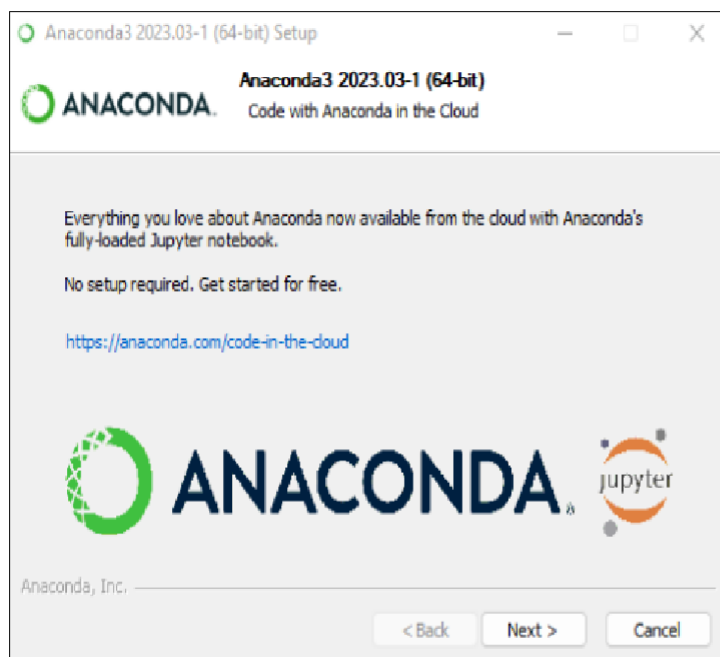 Anaconda3 2023.03-1 (64-bit) Setup
ANACONDA.
Anaconda3 2023.03-1 (64-bit)
Code with Anaconda in the Cloud
Everything you love about Anaconda now available from the cloud with Anaconda's
fully-loaded Jupyter notebook.
No setup required. Get started for free.
https://anaconda.com/code-in-the-cloud
ANACONDA.
jupyter
Anaconda, Inc.
< Back
Next >
Cancel